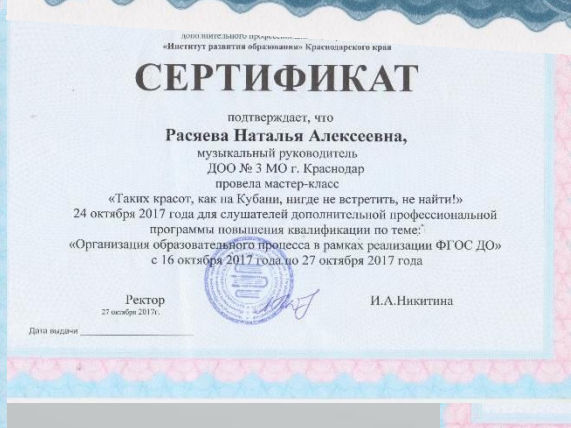 дополнительного
«Институт развития образования» Краснодарского края
СЕРТИФИКАТ
подтверждает, что
Расяева Наталья Алексеевна,
музыкальный руководитель
ДОО № 3 МО г. Краснодар
провела мастер-класс
«Таких красот, как на Кубани, нигде не встретить, не найти!»
24 октября 2017 года для слушателей дополнительной профессиональной
программы повышения квалификации по теме:
«Организация образовательного процесса в рамках реализации ФГОС ДО»
с 16 октября 2017 года по 27 октября 2017 года
Ректор И.А.Никитина
27 октября 2017г.
Дата выдачи